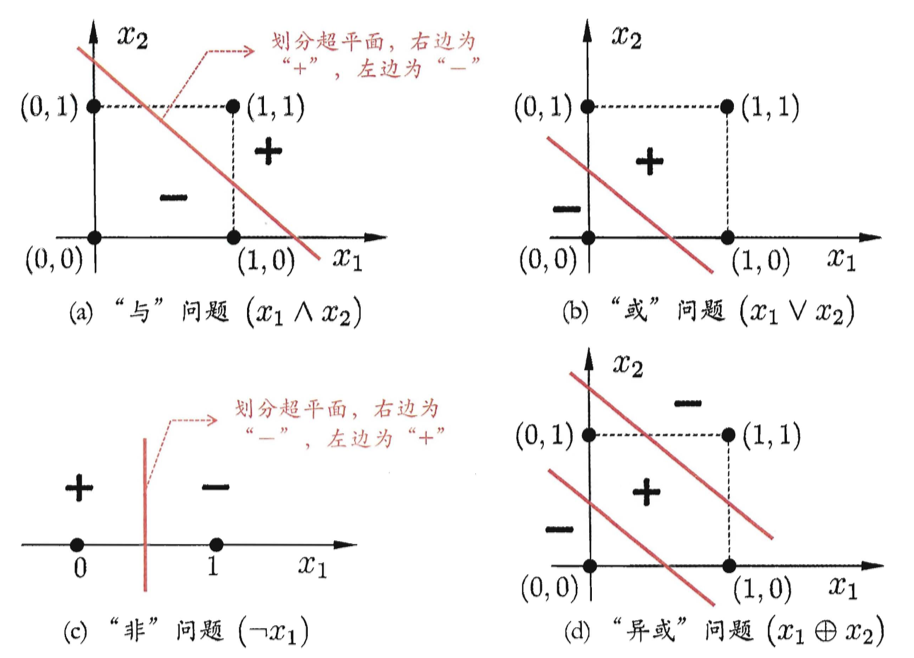 x₂
划分超平面，右边为
“+”，左边为“−”
(0,1)
(1,1)
+
−
(0,0)
(1,0)
x₁
(a) “与”问题 (x₁ ∧ x₂)
x₂
(0,1)
(1,1)
+
−
(0,0)
(1,0)
x₁
(b) “或”问题 (x₁ ∨ x₂)
划分超平面，右边为
“−”，左边为“+”
+
−
0
1
x₁
(c) “非”问题 (¬x₁)
x₂
−
(0,1)
(1,1)
+
−
(0,0)
(1,0)
x₁
(d) “异或”问题 (x₁ ⊕ x₂)